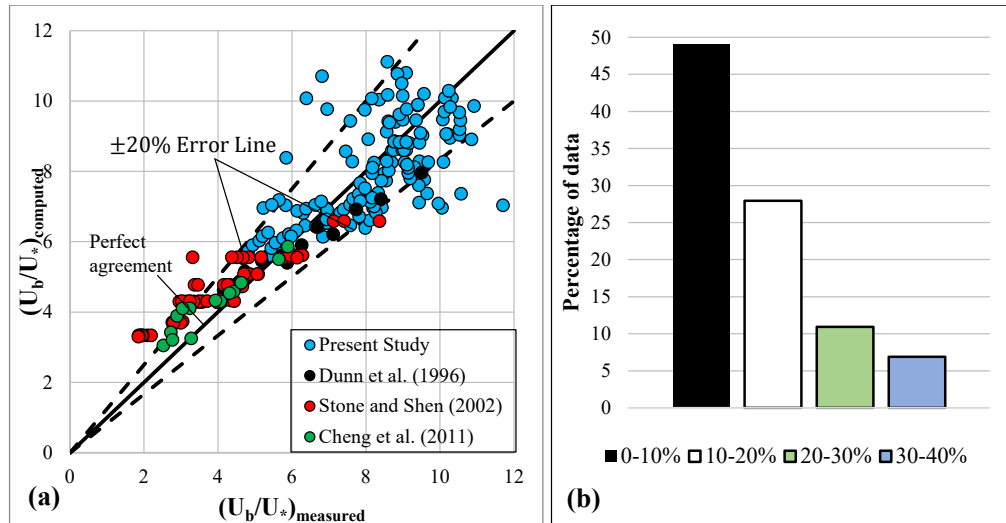 12
10
8
6
4
2
0
(U_b/U_*)_computed
±20% Error Line
Perfect
agreement
Present Study
Dunn et al. (1996)
Stone and Shen (2002)
Cheng et al. (2011)
0 2 4 6 8 10 12
(a)
(U_b/U_*)_measured
50
45
40
35
30
25
20
15
10
5
0
Percentage of data
0-10% 10-20% 20-30% 30-40%
(b)